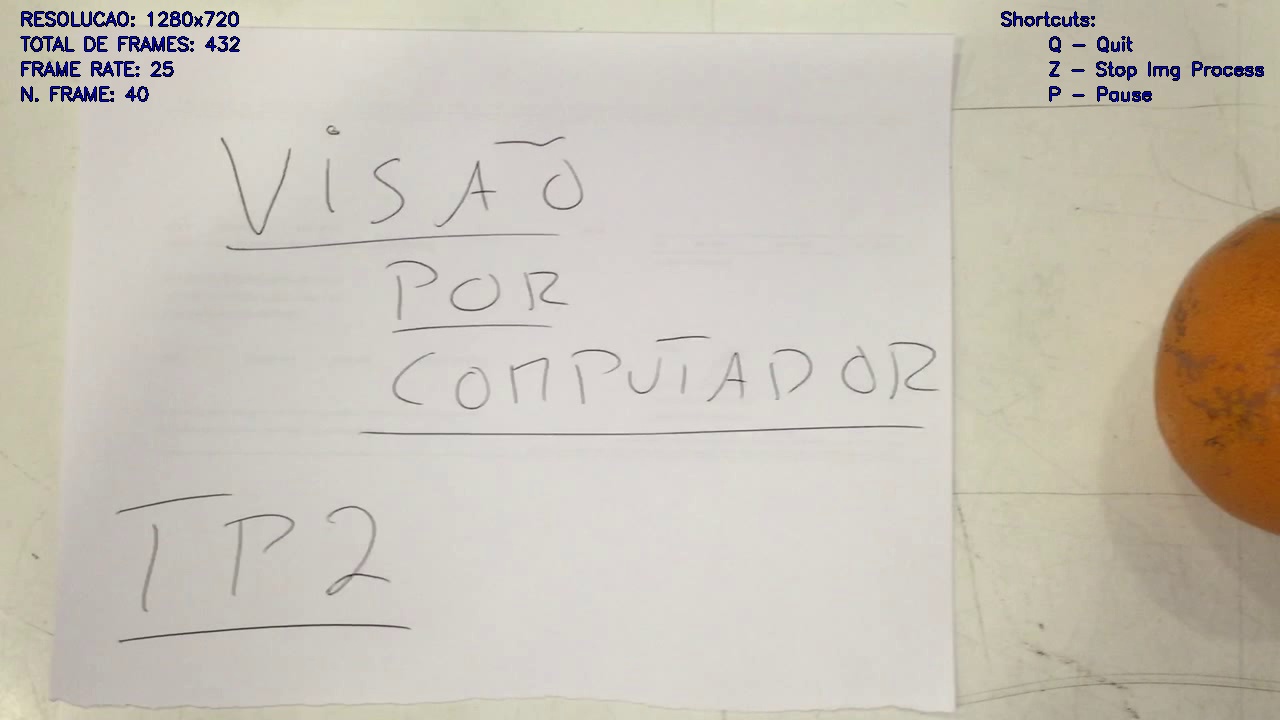 RESOLUCAO: 1280x720
TOTAL DE FRAMES: 432
FRAME RATE: 25
N. FRAME: 40
Shortcuts:
Q - Quit
Z - Stop Img Process
P - Pause
VISÃO
POR
COMPUTADOR
TP2